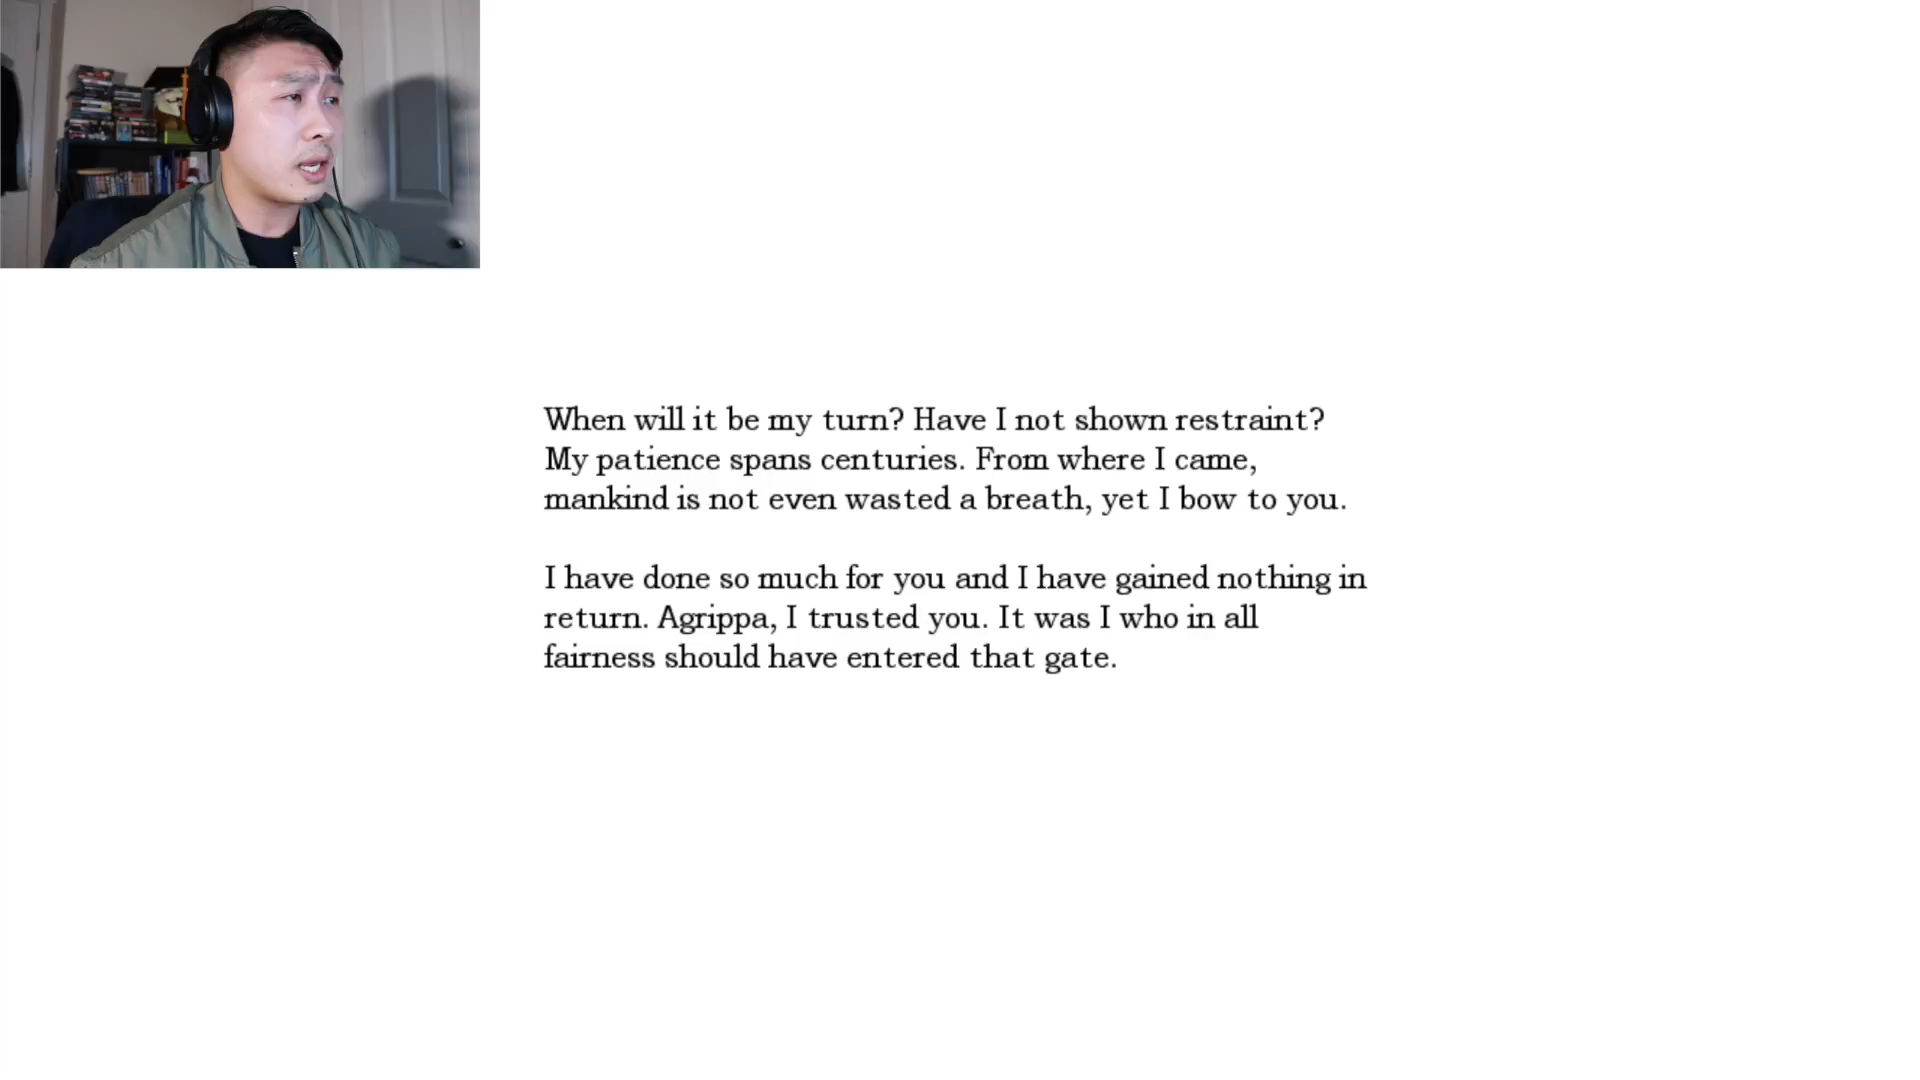 When will it be my turn? Have I not shown restraint?
My patience spans centuries. From where I came,
mankind is not even wasted a breath, yet I bow to you.
I have done so much for you and I have gained nothing in
return. Agrippa, I trusted you. It was I who in all
fairness should have entered that gate.